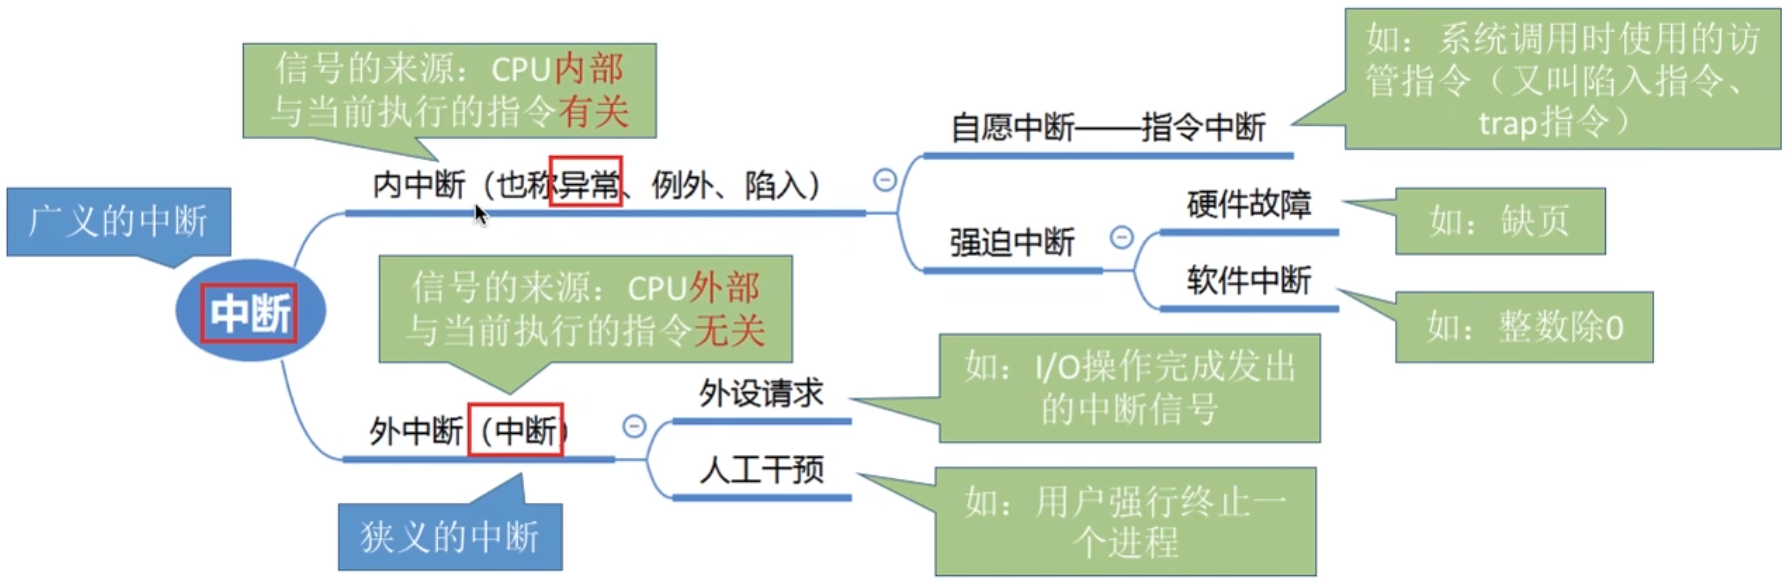 信号的来源：CPU内部
与当前执行的指令有关
如：系统调用时使用的访
管指令（又叫陷入指令、
trap指令）
自愿中断——指令中断
内中断（也称异常、例外、陷入）
广义的中断
硬件故障
如：缺页
强迫中断
信号的来源：CPU外部
与当前执行的指令无关
软件中断
如：整数除0
中断
如：I/O操作完成发出
的中断信号
外设请求
外中断（中断）
人工干预
如：用户强行终止一
个进程
狭义的中断